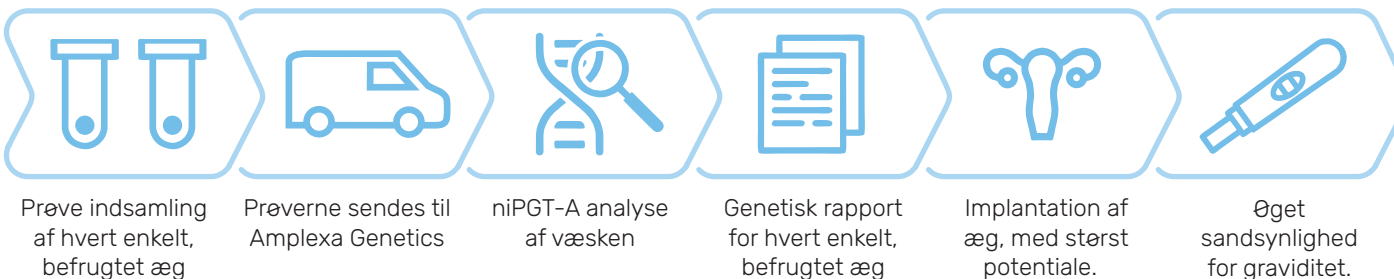 Prøve indsamling
af hvert enkelt,
befrugtet æg
Prøverne sendes til
Amplexa Genetics
niPGT-A analyse
af væsken
Genetisk rapport
for hvert enkelt,
befrugtet æg
Implantation af
æg, med størst
potentiale.
Øget
sandsynlighed
for graviditet.